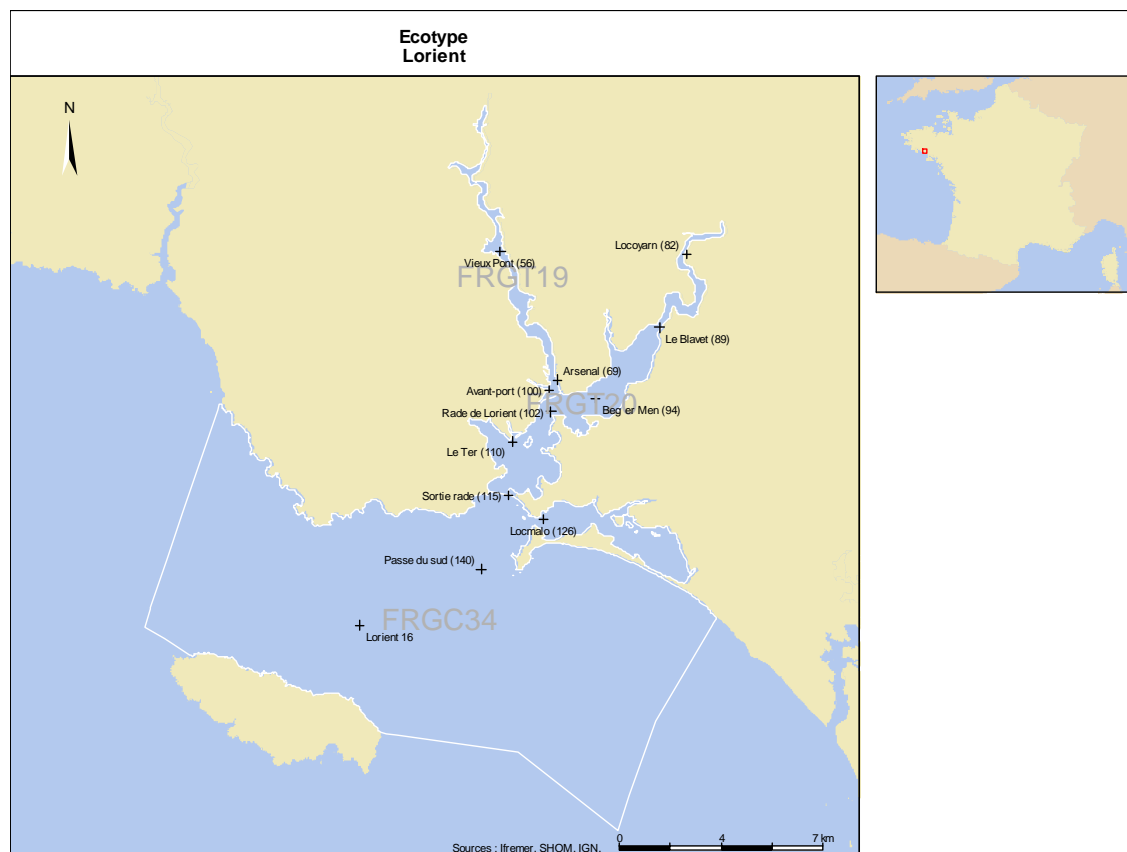 Ecotype
Lorient
N
Locoyarn (82)
Vieux Pont (56)
FRGT19
Le Blavet (89)
Arsenal (69)
Avant-port (100)
FRGT20
Rade de Lorient (102)
Beg er Men (94)
Le Ter (110)
Sortie rade (115)
Locmalo (126)
Passe du sud (140)
FRGC34
Lorient 16
0 4 7 km
Sources : Ifremer, SHOM, IGN,